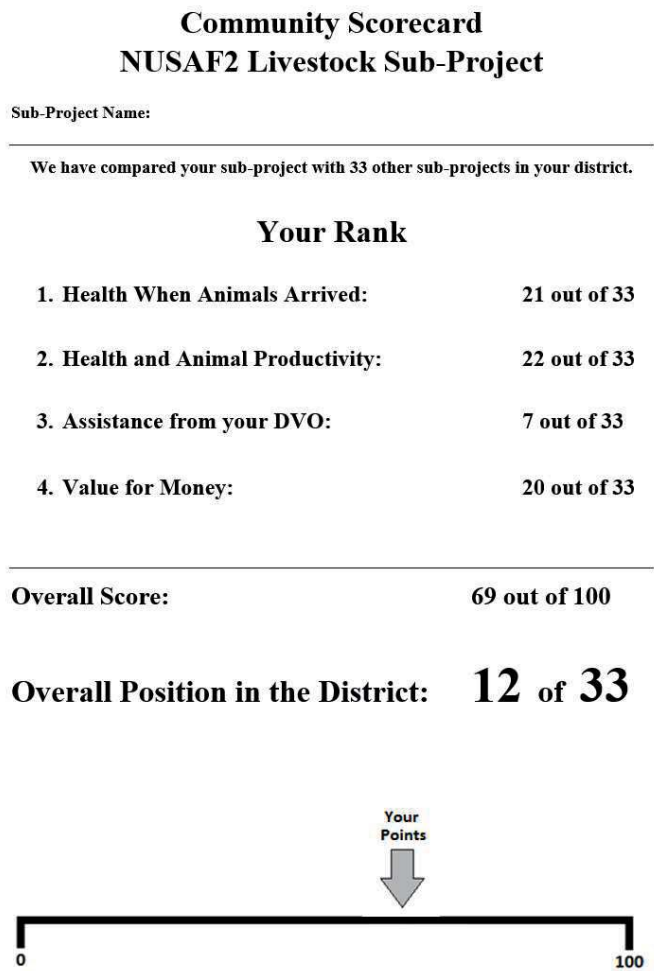 Community Scorecard
NUSAF2 Livestock Sub-Project
Sub-Project Name:
We have compared your sub-project with 33 other sub-projects in your district.
Your Rank
1. Health When Animals Arrived: 21 out of 33
2. Health and Animal Productivity: 22 out of 33
3. Assistance from your DVO: 7 out of 33
4. Value for Money: 20 out of 33
Overall Score: 69 out of 100
Overall Position in the District: 12 of 33
Your
Points
0 100